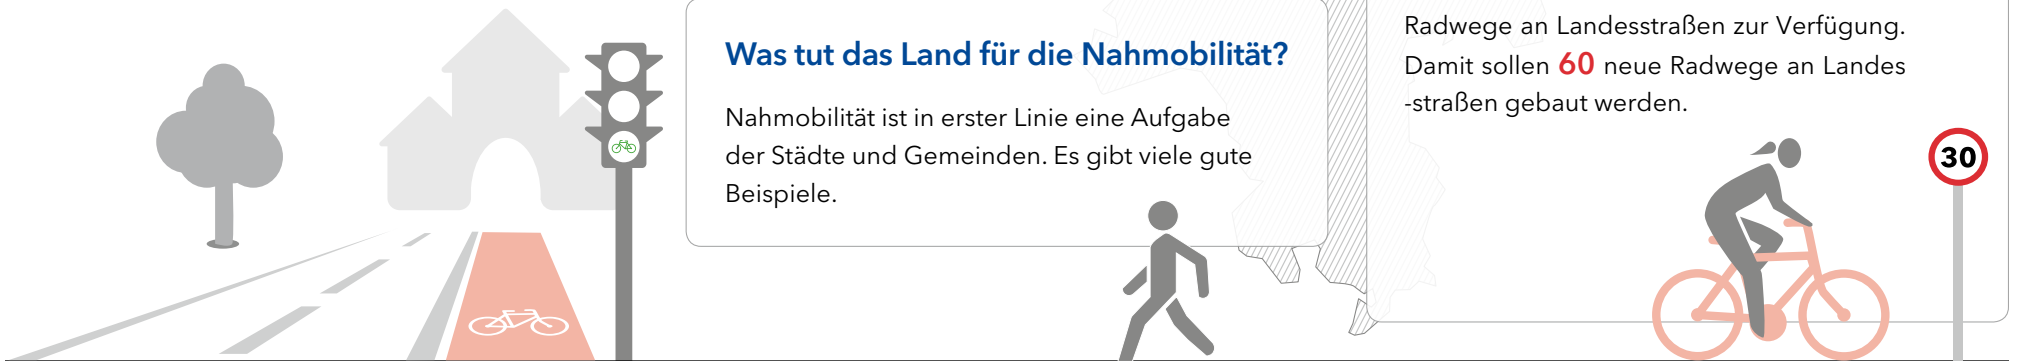 Was tut das Land für die Nahmobilität?
Nahmobilität ist in erster Linie eine Aufgabe
der Städte und Gemeinden. Es gibt viele gute
Beispiele.
Radwege an Landesstraßen zur Verfügung.
Damit sollen 60 neue Radwege an Landes
-straßen gebaut werden.
30